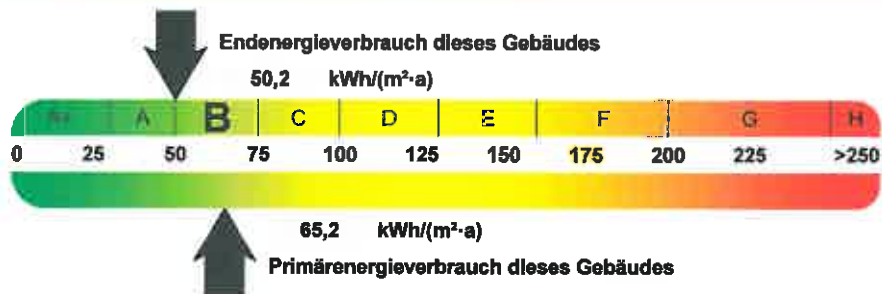 Endenergieverbrauch dieses Gebäudes
50,2 kWh/(m²·a)
A+ A B C D E F G H
0 25 50 75 100 125 150 175 200 225 >250
65,2 kWh/(m²·a)
Primärenergieverbrauch dieses Gebäudes